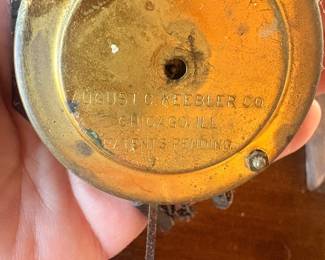 AUGUST C. KEEBLER CO.
CHICAGO, ILL.
PATENTS PENDING